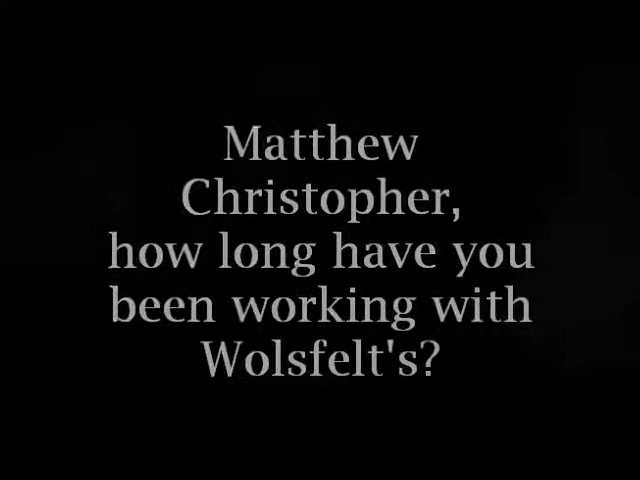 Matthew
Christopher,
how long have you
been working with
Wolsfelt's?